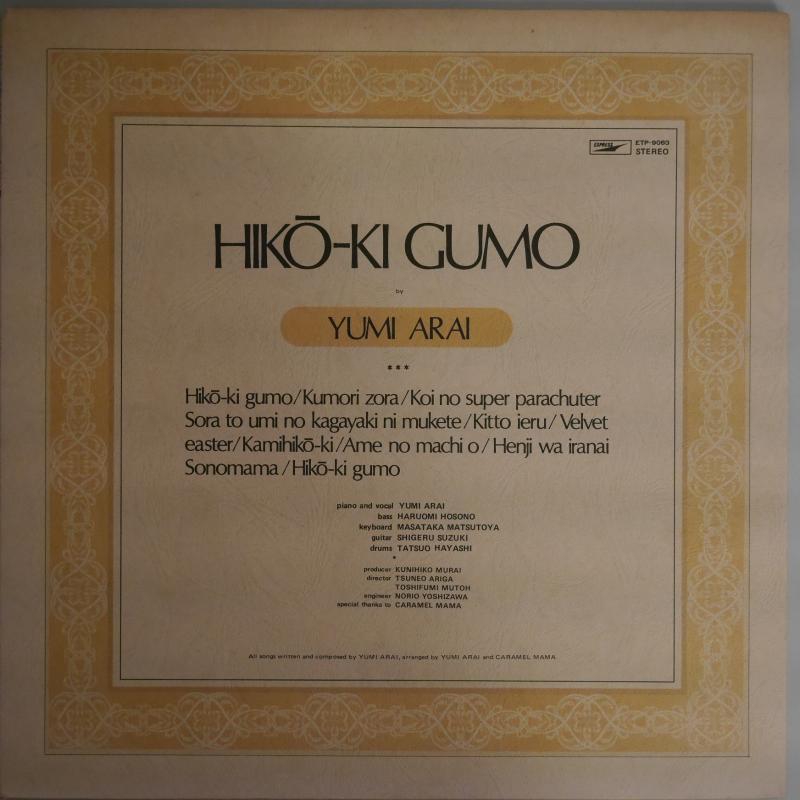 EXPRESS
ETP-9083
STEREO
HIKŌ-KI GUMO
by
YUMI ARAI
***
Hikō-ki gumo/Kumori zora/Koi no super parachuter
Sora to umi no kagayaki ni mukete/Kitto ieru/Velvet
easter/Kamihikō-ki/Ame no machi o/Henji wa iranai
Sonomama/Hikō-ki gumo
piano and vocal YUMI ARAI
bass HARUOMI HOSONO
keyboard MASATAKA MATSUTOYA
guitar SHIGERU SUZUKI
drums TATSUO HAYASHI
*
producer KUNIHIKO MURAI
director TSUNEO ARIGA
TOSHIFUMI MUTOH
engineer NORIO YOSHIZAWA
special thanks to CARAMEL MAMA
All songs written and composed by YUMI ARAI, arranged by YUMI ARAI and CARAMEL MAMA